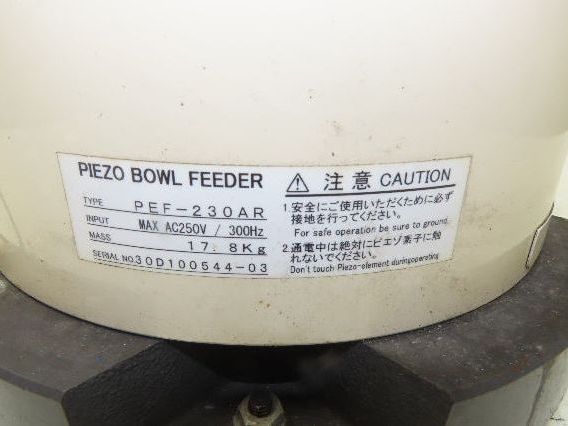 PIEZO BOWL FEEDER
TYPE PEF-230AR
INPUT MAX AC250V / 300Hz
MASS 17.8Kg
SERIAL NO.30D100544-03
⚠ 注意 CAUTION
1.安全にご使用いただくために必ず
接地を行ってください。
For safe operation be sure to ground.
2.通電中は絶対にピエゾ素子に触
れないでください。
Don't touch Piezo-element duringoperating